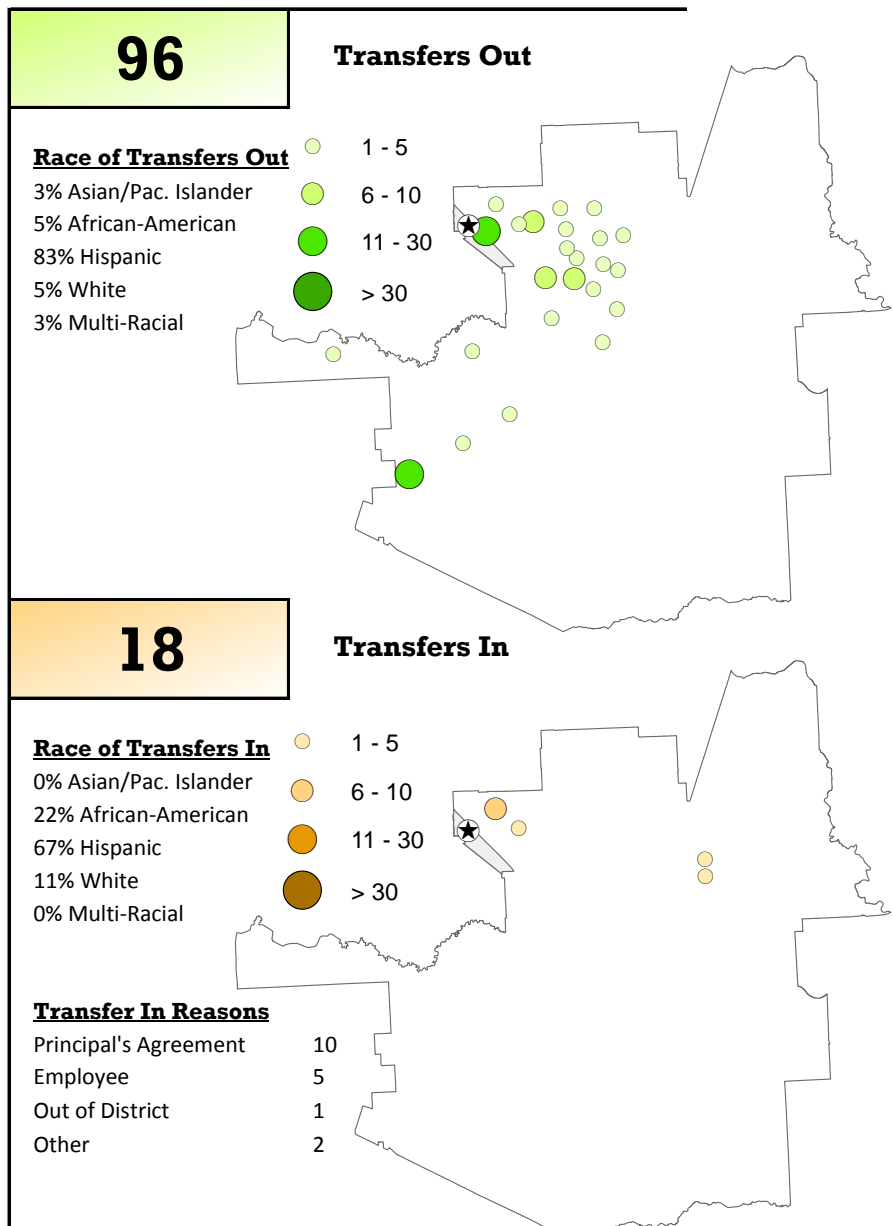 96
Transfers Out
Race of Transfers Out
3% Asian/Pac. Islander
5% African-American
83% Hispanic
5% White
3% Multi-Racial
1 - 5
6 - 10
11 - 30
> 30
18
Transfers In
Race of Transfers In
0% Asian/Pac. Islander
22% African-American
67% Hispanic
11% White
0% Multi-Racial
1 - 5
6 - 10
11 - 30
> 30
Transfer In Reasons
Principal's Agreement 10
Employee 5
Out of District 1
Other 2